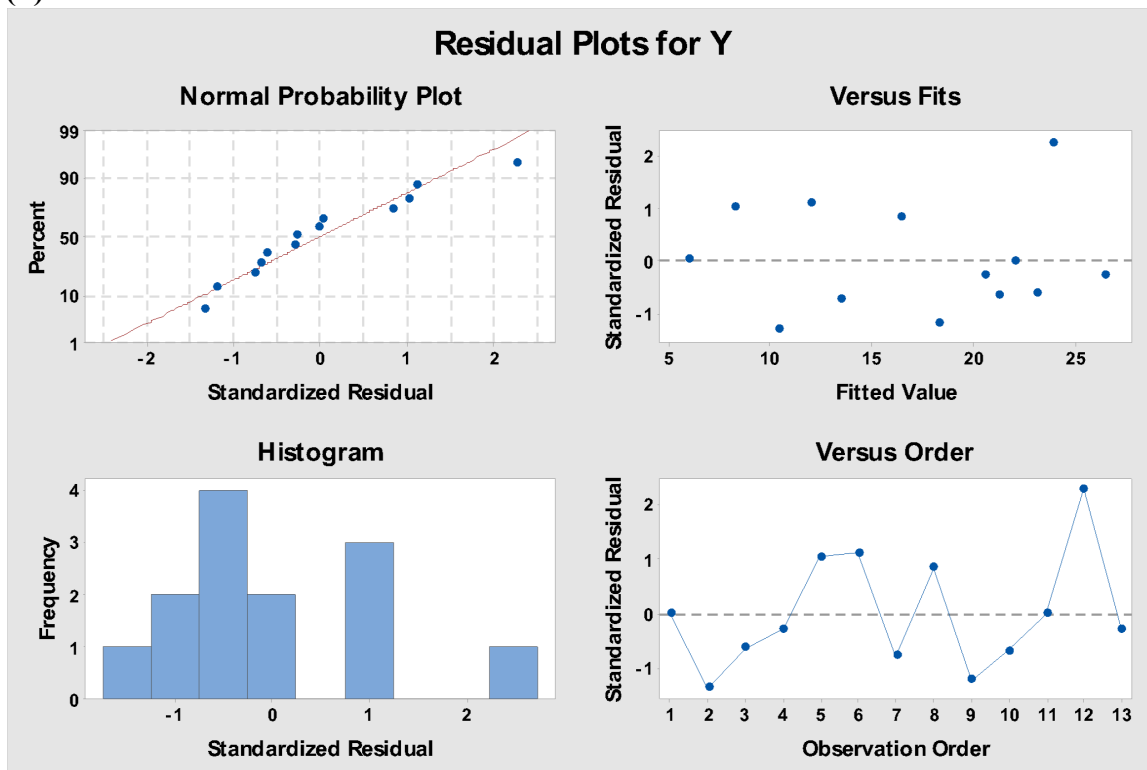 Residual Plots for Y
Normal Probability Plot
99
90
50
10
1
Percent
-2 -1 0 1 2
Standardized Residual
Versus Fits
2
1
0
-1
Standardized Residual
5 10 15 20 25
Fitted Value
Histogram
4
3
2
1
0
Frequency
-1 0 1 2
Standardized Residual
Versus Order
2
1
0
-1
Standardized Residual
1 2 3 4 5 6 7 8 9 10 11 12 13
Observation Order